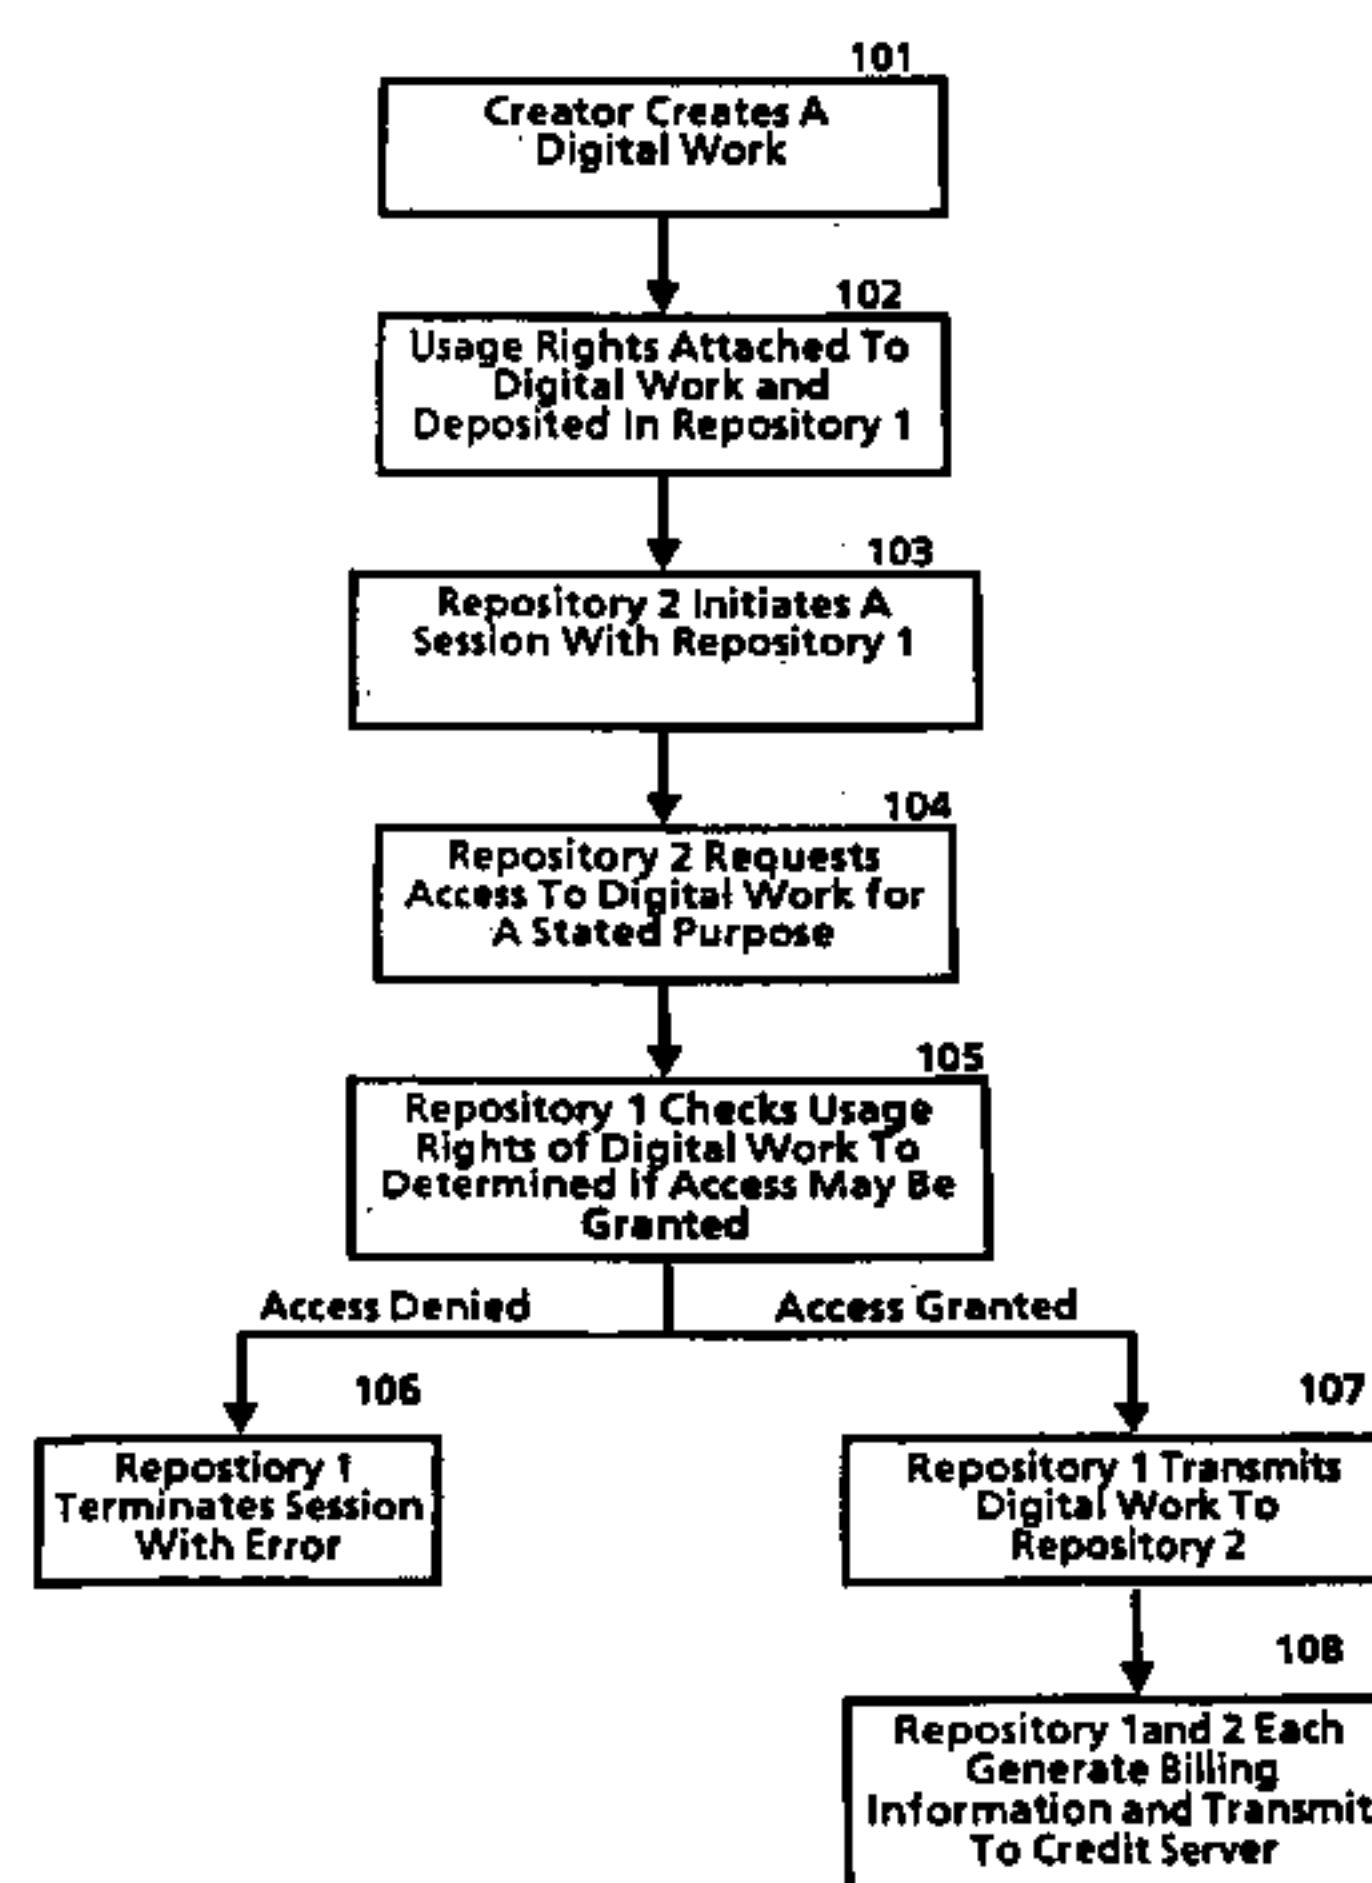 101
Creator Creates A
Digital Work
102
Usage Rights Attached To
Digital Work and
Deposited In Repository 1
103
Repository 2 Initiates A
Session With Repository 1
104
Repository 2 Requests
Access To Digital Work for
A Stated Purpose
105
Repository 1 Checks Usage
Rights of Digital Work To
Determined If Access May Be
Granted
Access Denied
Access Granted
106
Repostiory 1
Terminates Session
With Error
107
Repository 1 Transmits
Digital Work To
Repository 2
108
Repository 1and 2 Each
Generate Billing
Information and Transmit
To Credit Server